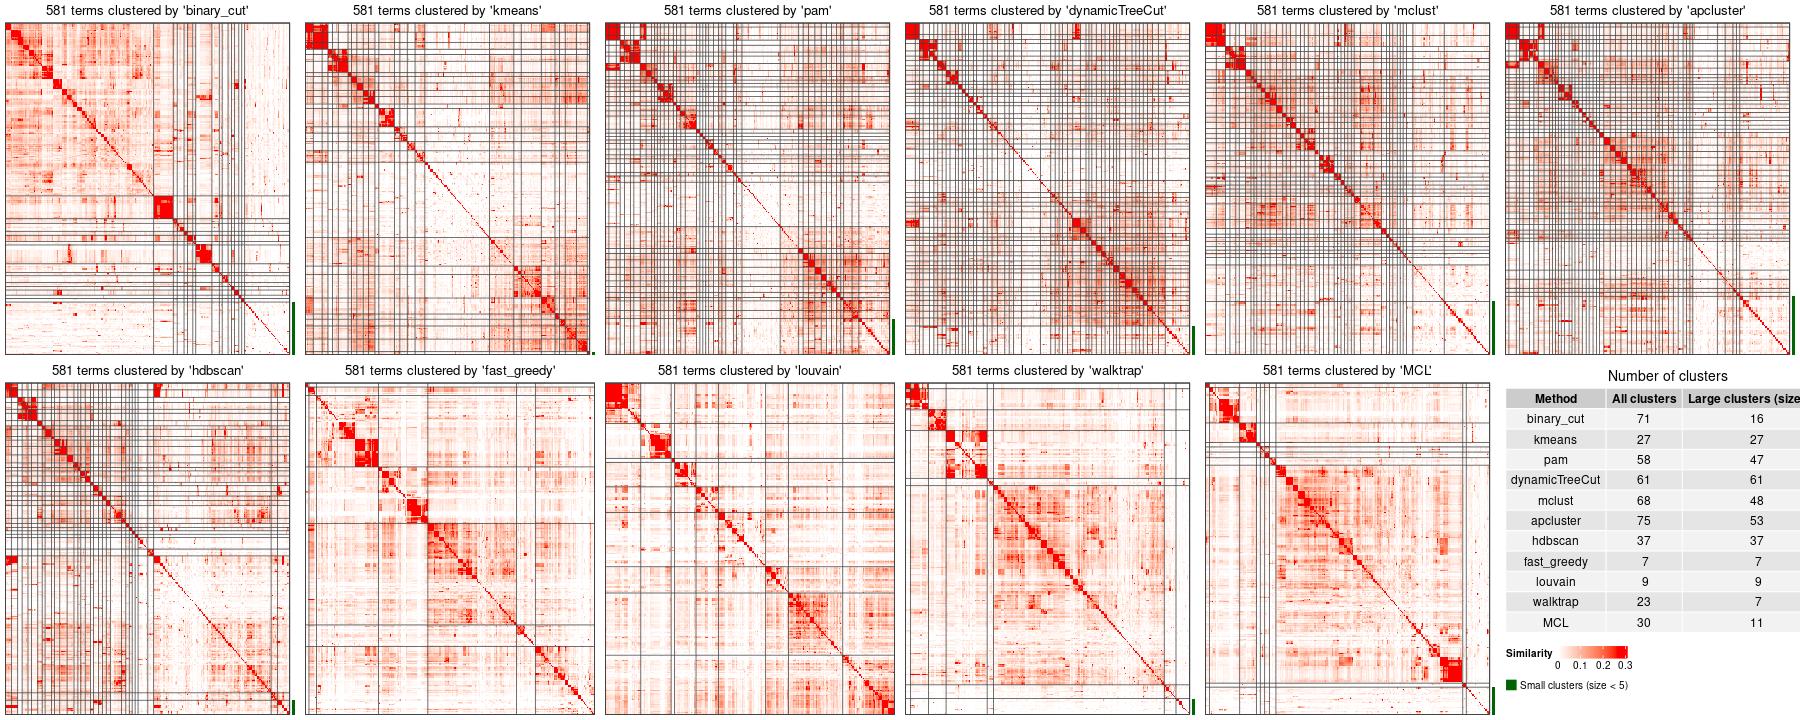 581 terms clustered by 'binary_cut'
581 terms clustered by 'kmeans'
581 terms clustered by 'pam'
581 terms clustered by 'dynamicTreeCut'
581 terms clustered by 'mclust'
581 terms clustered by 'apcluster'
581 terms clustered by 'hdbscan'
581 terms clustered by 'fast_greedy'
581 terms clustered by 'louvain'
581 terms clustered by 'walktrap'
581 terms clustered by 'MCL'
Number of clusters
Method All clusters Large clusters (size
binary_cut 71 16
kmeans 27 27
pam 58 47
dynamicTreeCut 61 61
mclust 68 48
apcluster 75 53
hdbscan 37 37
fast_greedy 7 7
louvain 9 9
walktrap 23 7
MCL 30 11
Similarity
0 0.1 0.2 0.3
Small clusters (size < 5)